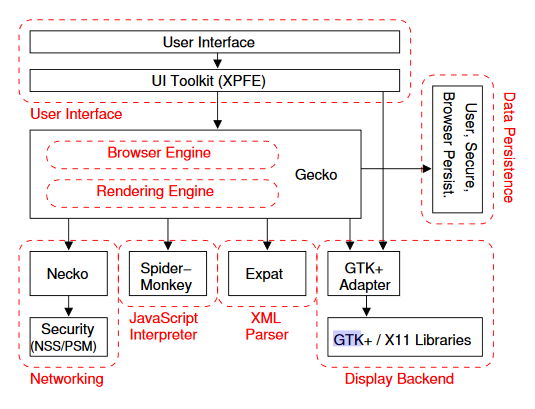 User Interface
UI Toolkit (XPFE)
User Interface
Data Persistence
User, Secure,
Browser Persist.
Browser Engine
Rendering Engine
Gecko
Necko
Spider–
Monkey
Expat
GTK+
Adapter
JavaScript
Interpreter
XML
Parser
Security
(NSS/PSM)
GTK+ / X11 Libraries
Networking
Display Backend